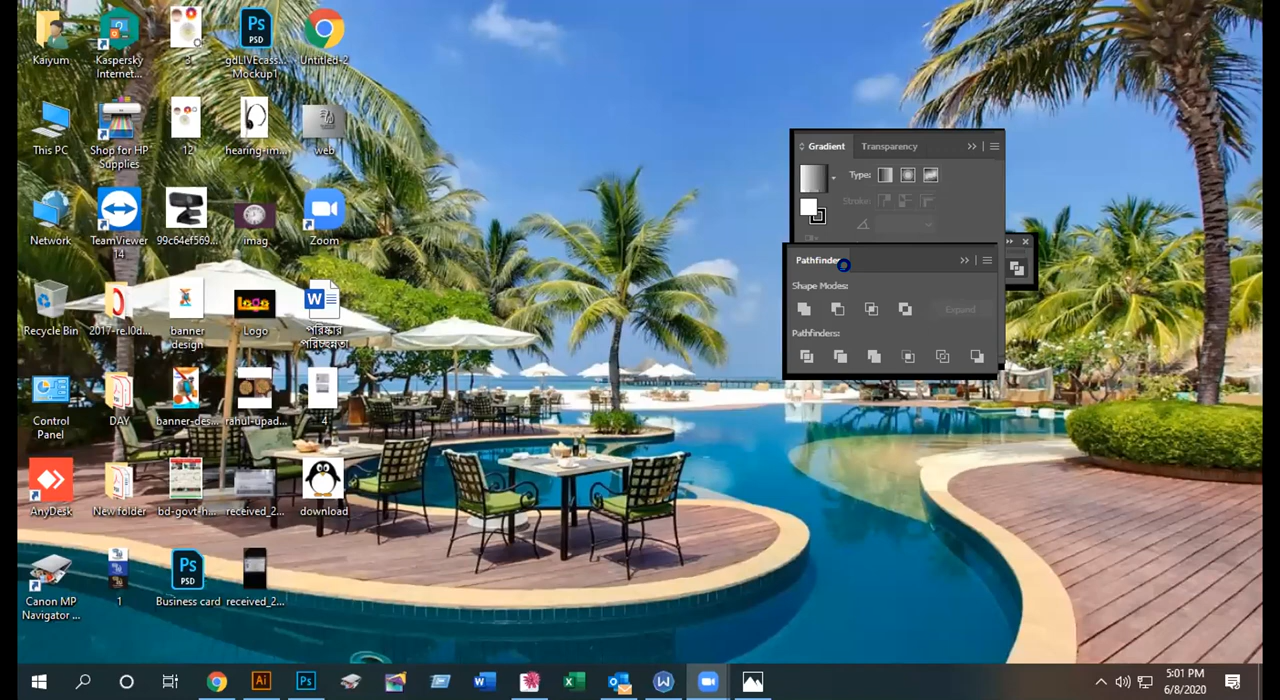 Kaiyum
Kaspersky
Internet...
3
gdLIVEcass...
Mockup1
Untitled-2
This PC
Shop for HP
Supplies
12
hearing-im...
web
Network
TeamViewer
14
99c64ef569...
imag
Zoom
Recycle Bin
2017-re.l0d...
banner
design
Logo
পরিষ্কার
পরিচ্ছন্নতা
Control
Panel
DAY
banner-des...
rahul-upad...
4
AnyDesk
New folder
bd-govt-h...
received_2...
download
Canon MP
Navigator ...
1
Business card
received_2...
Gradient
Transparency
Type:
Stroke:
Pathfinder
Shape Modes:
Expand
Pathfinders:
5:01 PM
6/8/2020